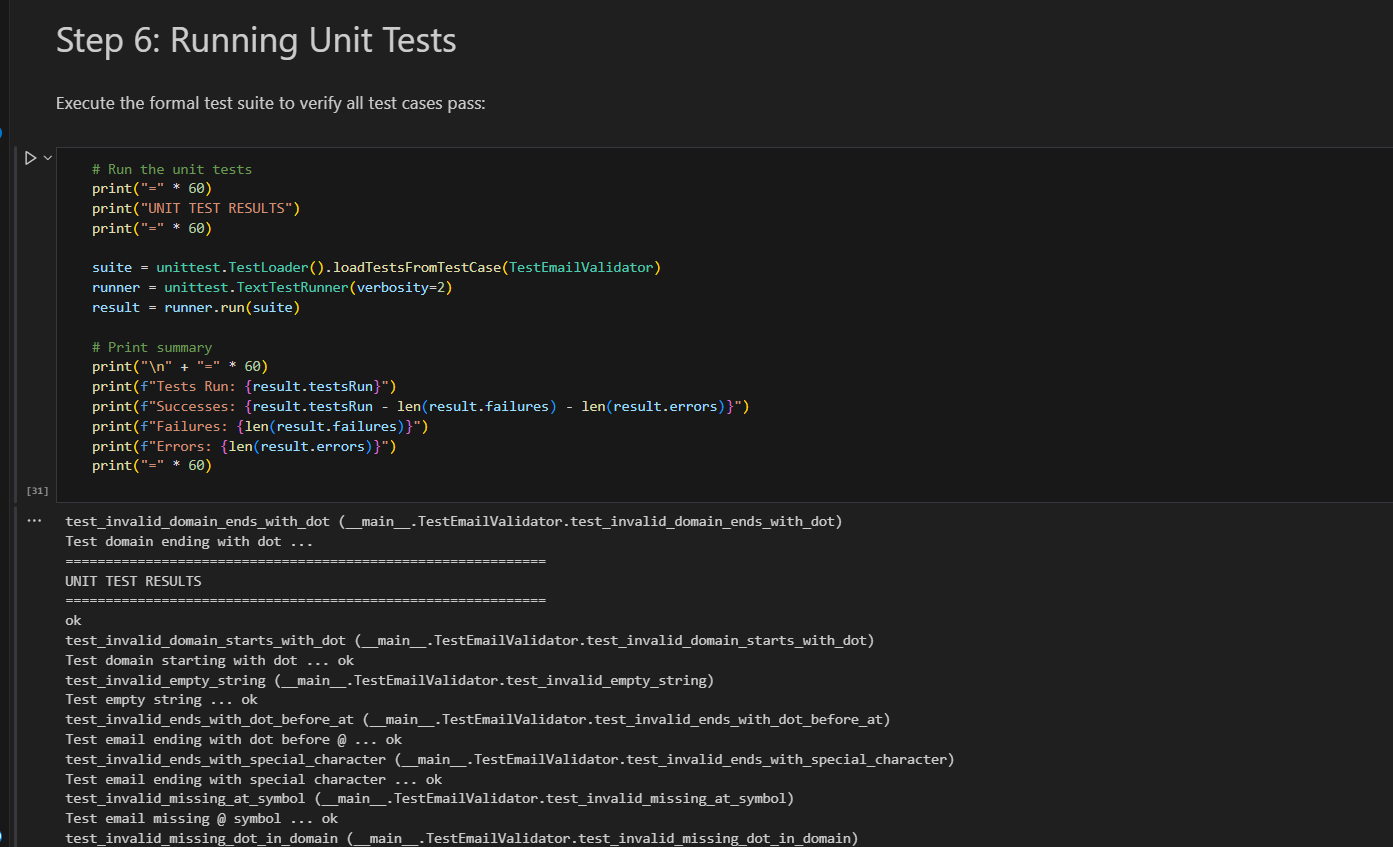 Step 6: Running Unit Tests
Execute the formal test suite to verify all test cases pass:
# Run the unit tests
print("=" * 60)
print("UNIT TEST RESULTS")
print("=" * 60)
suite = unittest.TestLoader().loadTestsFromTestCase(TestEmailValidator)
runner = unittest.TextTestRunner(verbosity=2)
result = runner.run(suite)
# Print summary
print("\n" + "=" * 60)
print(f"Tests Run: {result.testsRun}")
print(f"Successes: {result.testsRun - len(result.failures) - len(result.errors)}")
print(f"Failures: {len(result.failures)}")
print(f"Errors: {len(result.errors)}")
print("=" * 60)
[31]
... test_invalid_domain_ends_with_dot (__main__.TestEmailValidator.test_invalid_domain_ends_with_dot)
Test domain ending with dot ...
============================================================
UNIT TEST RESULTS
============================================================
ok
test_invalid_domain_starts_with_dot (__main__.TestEmailValidator.test_invalid_domain_starts_with_dot)
Test domain starting with dot ... ok
test_invalid_empty_string (__main__.TestEmailValidator.test_invalid_empty_string)
Test empty string ... ok
test_invalid_ends_with_dot_before_at (__main__.TestEmailValidator.test_invalid_ends_with_dot_before_at)
Test email ending with dot before @ ... ok
test_invalid_ends_with_special_character (__main__.TestEmailValidator.test_invalid_ends_with_special_character)
Test email ending with special character ... ok
test_invalid_missing_at_symbol (__main__.TestEmailValidator.test_invalid_missing_at_symbol)
Test email missing @ symbol ... ok
test_invalid_missing_dot_in_domain (__main__.TestEmailValidator.test_invalid_missing_dot_in_domain)